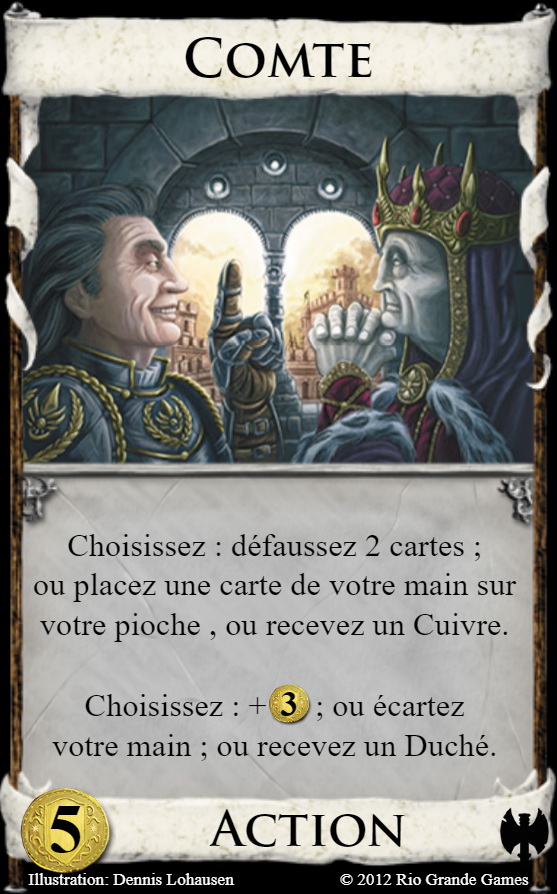 COMTE
Choisissez : défaussez 2 cartes ;
ou placez une carte de votre main sur
votre pioche , ou recevez un Cuivre.
Choisissez : +3 ; ou écartez
votre main ; ou recevez un Duché.
5 ACTION
Illustration: Dennis Lohausen © 2012 Rio Grande Games